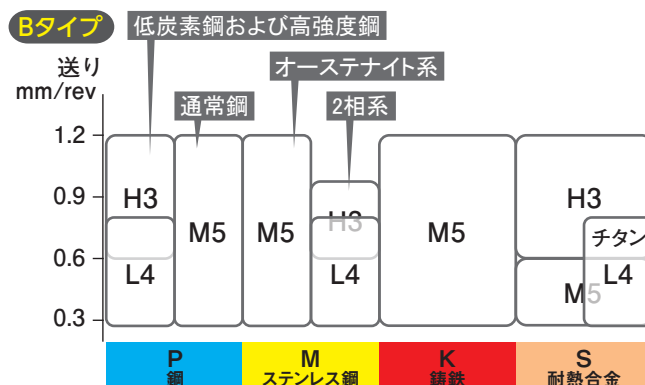 Bタイプ
低炭素鋼および高強度鋼
送り
mm/rev
オーステナイト系
通常鋼
2相系
1.2
0.9
0.6
0.3
H3
L4
M5
M5
H3
L4
M5
H3
チタン
M5
L4
P
鋼
M
ステンレス鋼
K
鋳鉄
S
耐熱合金